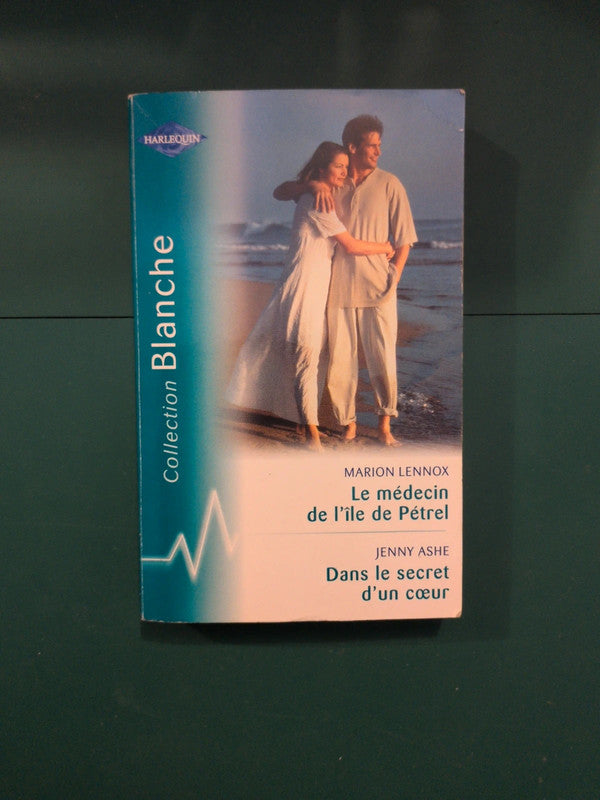 HARLEQUIN
Collection Blanche
MARION LENNOX
Le médecin
de l'île de Pétrel
JENNY ASHE
Dans le secret
d'un cœur